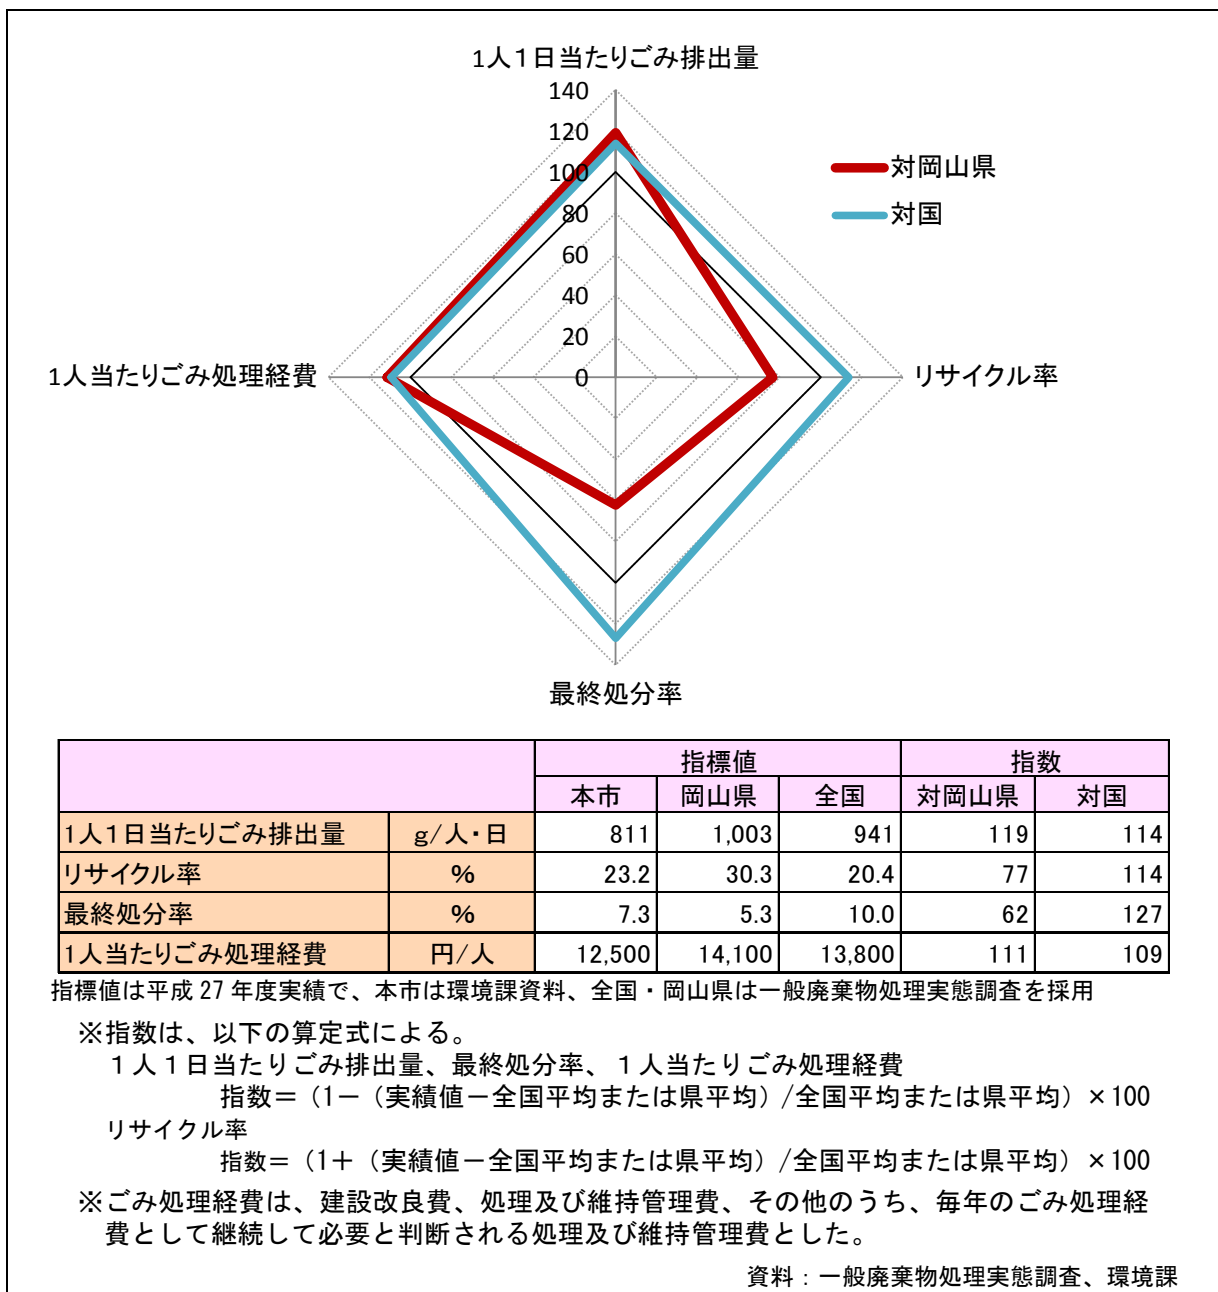 1人１日当たりごみ排出量
140
120
100
80
60
40
20
0
対岡山県
対国
1人当たりごみ処理経費
リサイクル率
最終処分率
指標値 指数
本市 岡山県 全国 対岡山県 対国
1人１日当たりごみ排出量 g/人・日 811 1,003 941 119 114
リサイクル率 % 23.2 30.3 20.4 77 114
最終処分率 % 7.3 5.3 10.0 62 127
1人当たりごみ処理経費 円/人 12,500 14,100 13,800 111 109
指標値は平成 27 年度実績で、本市は環境課資料、全国・岡山県は一般廃棄物処理実態調査を採用
※指数は、以下の算定式による。
１人１日当たりごみ排出量、最終処分率、１人当たりごみ処理経費
指数＝（1－（実績値－全国平均または県平均）/全国平均または県平均）×100
リサイクル率
指数＝（1＋（実績値－全国平均または県平均）/全国平均または県平均）×100
※ごみ処理経費は、建設改良費、処理及び維持管理費、その他のうち、毎年のごみ処理経
費として継続して必要と判断される処理及び維持管理費とした。
資料：一般廃棄物処理実態調査、環境課